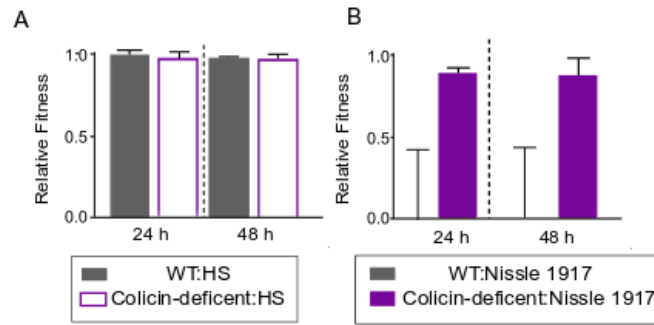 A
B
Relative Fitness
1.0
0.5
0.0
24 h
48 h
WT:HS
Colicin-deficent:HS
Relative Fitness
1.0
0.5
0.0
24 h
48 h
WT:Nissle 1917
Colicin-deficent:Nissle 1917